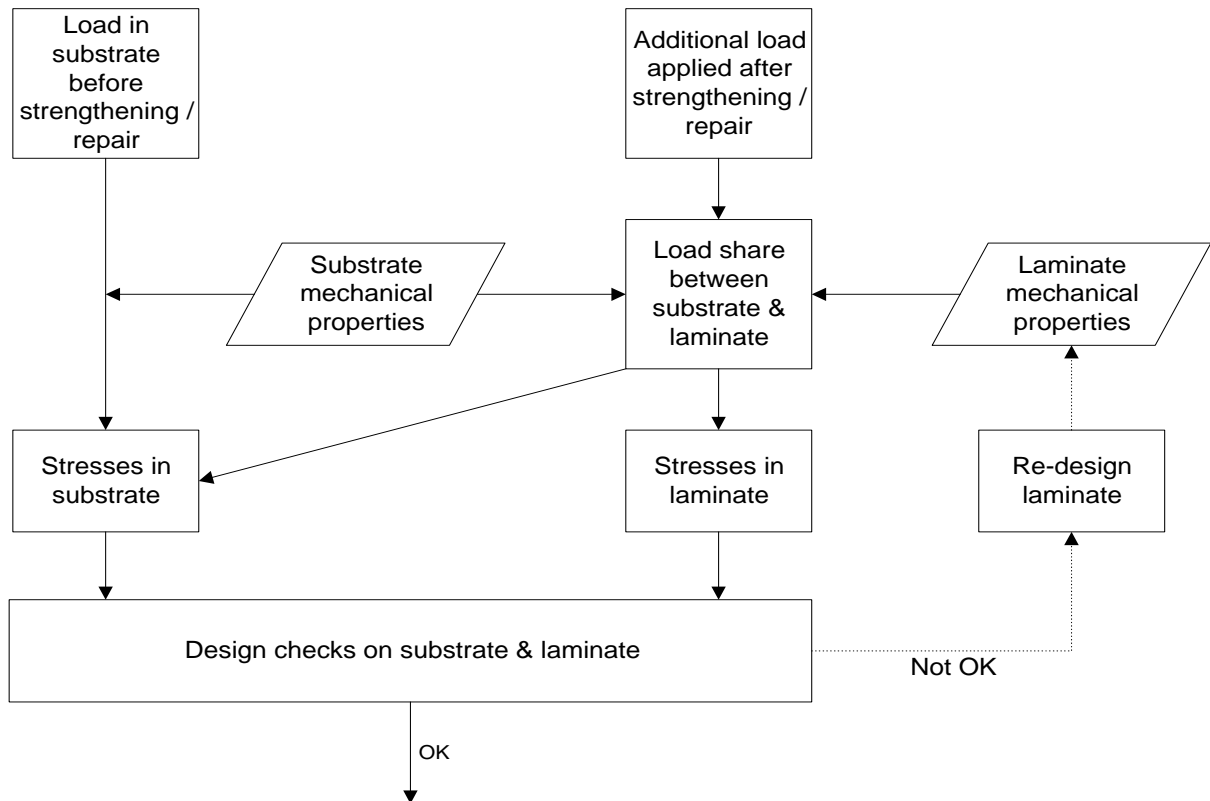 Load in
substrate
before
strengthening /
repair
Additional load
applied after
strengthening /
repair
Substrate
mechanical
properties
Load share
between
substrate &
laminate
Laminate
mechanical
properties
Stresses in
substrate
Stresses in
laminate
Re-design
laminate
Design checks on substrate & laminate
Not OK
OK